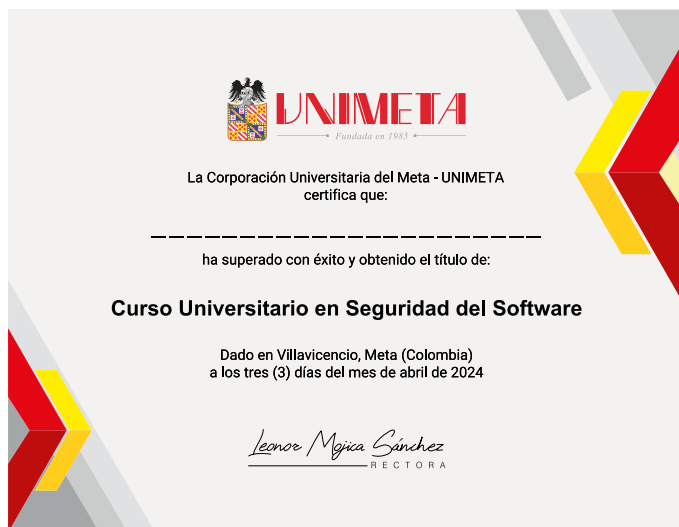 UNIMETA
Fundada en 1985
La Corporación Universitaria del Meta - UNIMETA
certifica que:
ha superado con éxito y obtenido el título de:
Curso Universitario en Seguridad del Software
Dado en Villavicencio, Meta (Colombia)
a los tres (3) días del mes de abril de 2024
Leonor Mojica Sánchez
RECTORA